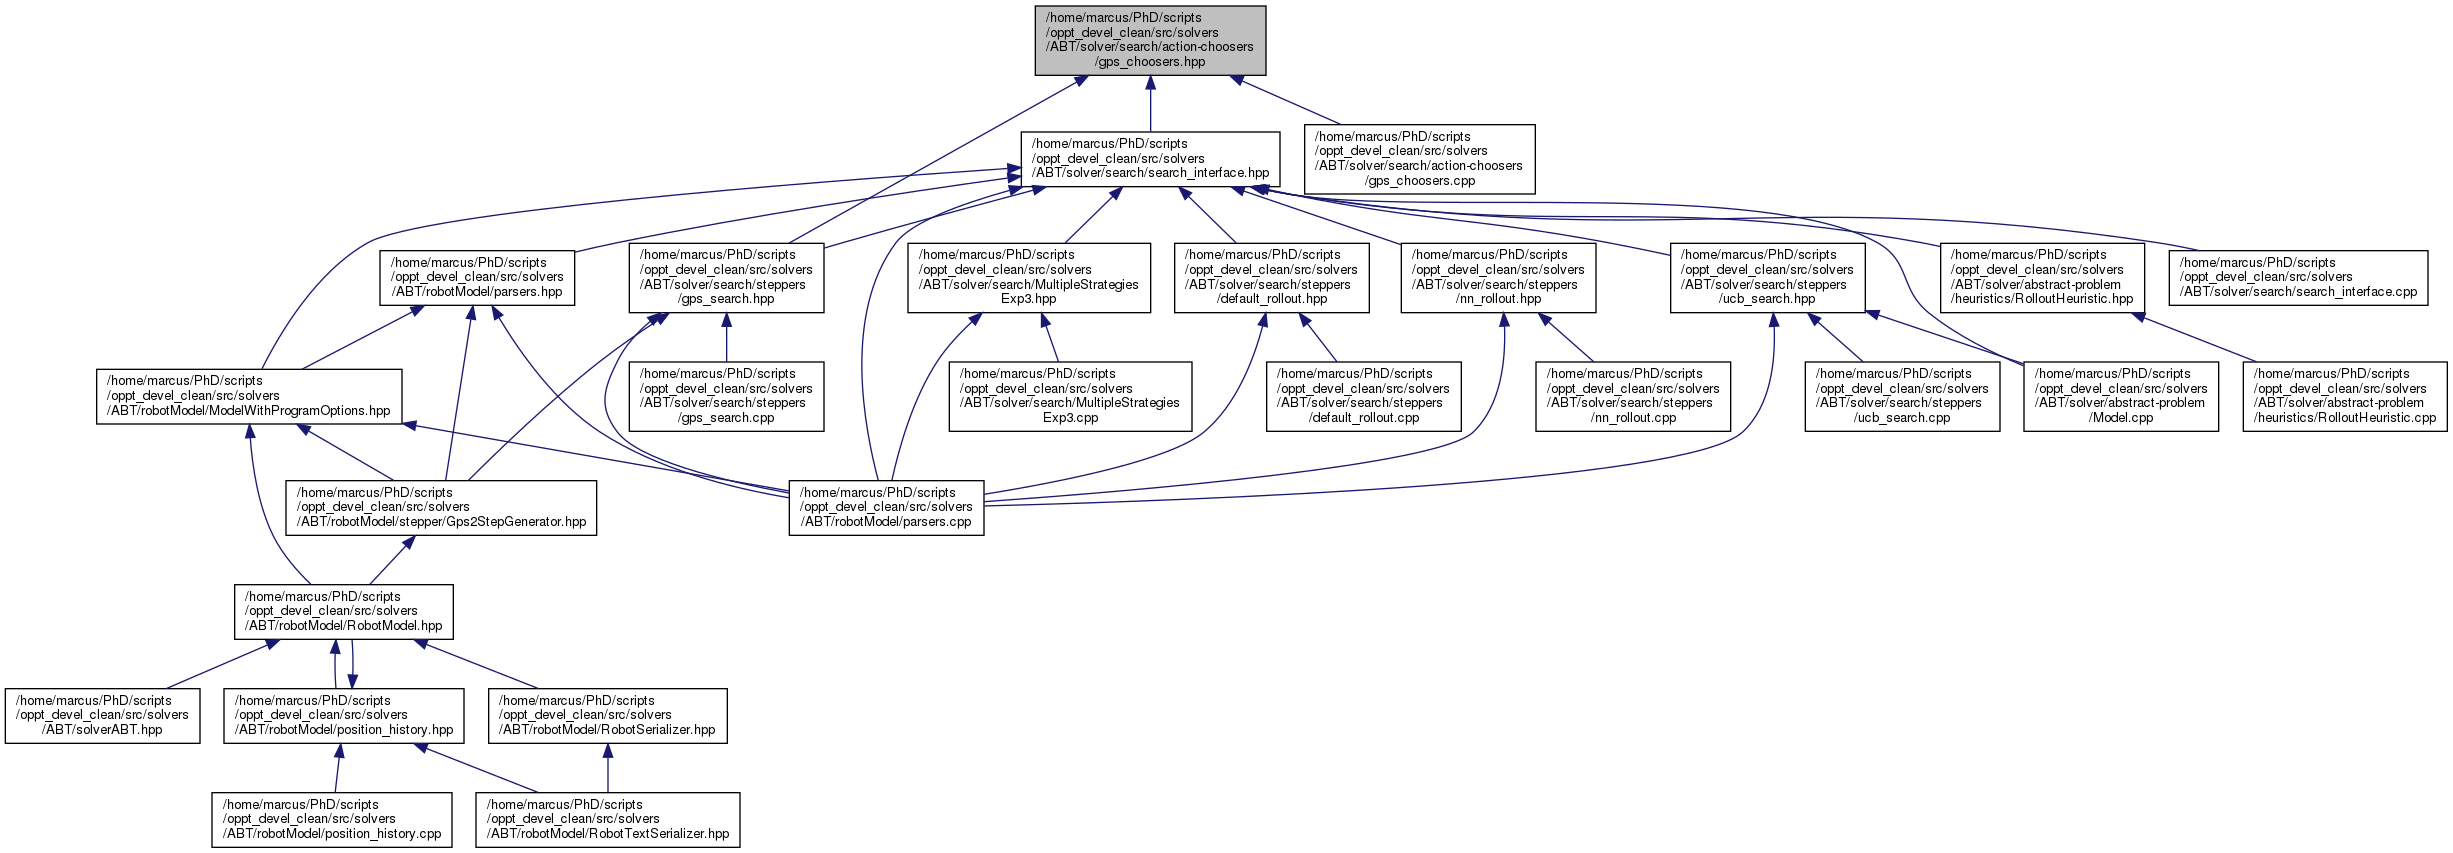 /home/marcus/PhD/scripts
/oppt_devel_clean/src/solvers
/ABT/solver/search/action-choosers
/gps_choosers.hpp
/home/marcus/PhD/scripts
/oppt_devel_clean/src/solvers
/ABT/solver/search/search_interface.hpp
/home/marcus/PhD/scripts
/oppt_devel_clean/src/solvers
/ABT/solver/search/action-choosers
/gps_choosers.cpp
/home/marcus/PhD/scripts
/oppt_devel_clean/src/solvers
/ABT/robotModel/parsers.hpp
/home/marcus/PhD/scripts
/oppt_devel_clean/src/solvers
/ABT/solver/search/steppers
/gps_search.hpp
/home/marcus/PhD/scripts
/oppt_devel_clean/src/solvers
/ABT/solver/search/MultipleStrategies
Exp3.hpp
/home/marcus/PhD/scripts
/oppt_devel_clean/src/solvers
/ABT/solver/search/steppers
/default_rollout.hpp
/home/marcus/PhD/scripts
/oppt_devel_clean/src/solvers
/ABT/solver/search/steppers
/nn_rollout.hpp
/home/marcus/PhD/scripts
/oppt_devel_clean/src/solvers
/ABT/solver/search/steppers
/ucb_search.hpp
/home/marcus/PhD/scripts
/oppt_devel_clean/src/solvers
/ABT/solver/abstract-problem
/heuristics/RolloutHeuristic.hpp
/home/marcus/PhD/scripts
/oppt_devel_clean/src/solvers
/ABT/solver/search/search_interface.cpp
/home/marcus/PhD/scripts
/oppt_devel_clean/src/solvers
/ABT/robotModel/ModelWithProgramOptions.hpp
/home/marcus/PhD/scripts
/oppt_devel_clean/src/solvers
/ABT/solver/search/steppers
/gps_search.cpp
/home/marcus/PhD/scripts
/oppt_devel_clean/src/solvers
/ABT/solver/search/MultipleStrategies
Exp3.cpp
/home/marcus/PhD/scripts
/oppt_devel_clean/src/solvers
/ABT/solver/search/steppers
/default_rollout.cpp
/home/marcus/PhD/scripts
/oppt_devel_clean/src/solvers
/ABT/solver/search/steppers
/nn_rollout.cpp
/home/marcus/PhD/scripts
/oppt_devel_clean/src/solvers
/ABT/solver/search/steppers
/ucb_search.cpp
/home/marcus/PhD/scripts
/oppt_devel_clean/src/solvers
/ABT/solver/abstract-problem
/Model.cpp
/home/marcus/PhD/scripts
/oppt_devel_clean/src/solvers
/ABT/solver/abstract-problem
/heuristics/RolloutHeuristic.cpp
/home/marcus/PhD/scripts
/oppt_devel_clean/src/solvers
/ABT/robotModel/stepper/Gps2StepGenerator.hpp
/home/marcus/PhD/scripts
/oppt_devel_clean/src/solvers
/ABT/robotModel/parsers.cpp
/home/marcus/PhD/scripts
/oppt_devel_clean/src/solvers
/ABT/robotModel/RobotModel.hpp
/home/marcus/PhD/scripts
/oppt_devel_clean/src/solvers
/ABT/solverABT.hpp
/home/marcus/PhD/scripts
/oppt_devel_clean/src/solvers
/ABT/robotModel/position_history.hpp
/home/marcus/PhD/scripts
/oppt_devel_clean/src/solvers
/ABT/robotModel/RobotSerializer.hpp
/home/marcus/PhD/scripts
/oppt_devel_clean/src/solvers
/ABT/robotModel/position_history.cpp
/home/marcus/PhD/scripts
/oppt_devel_clean/src/solvers
/ABT/robotModel/RobotTextSerializer.hpp